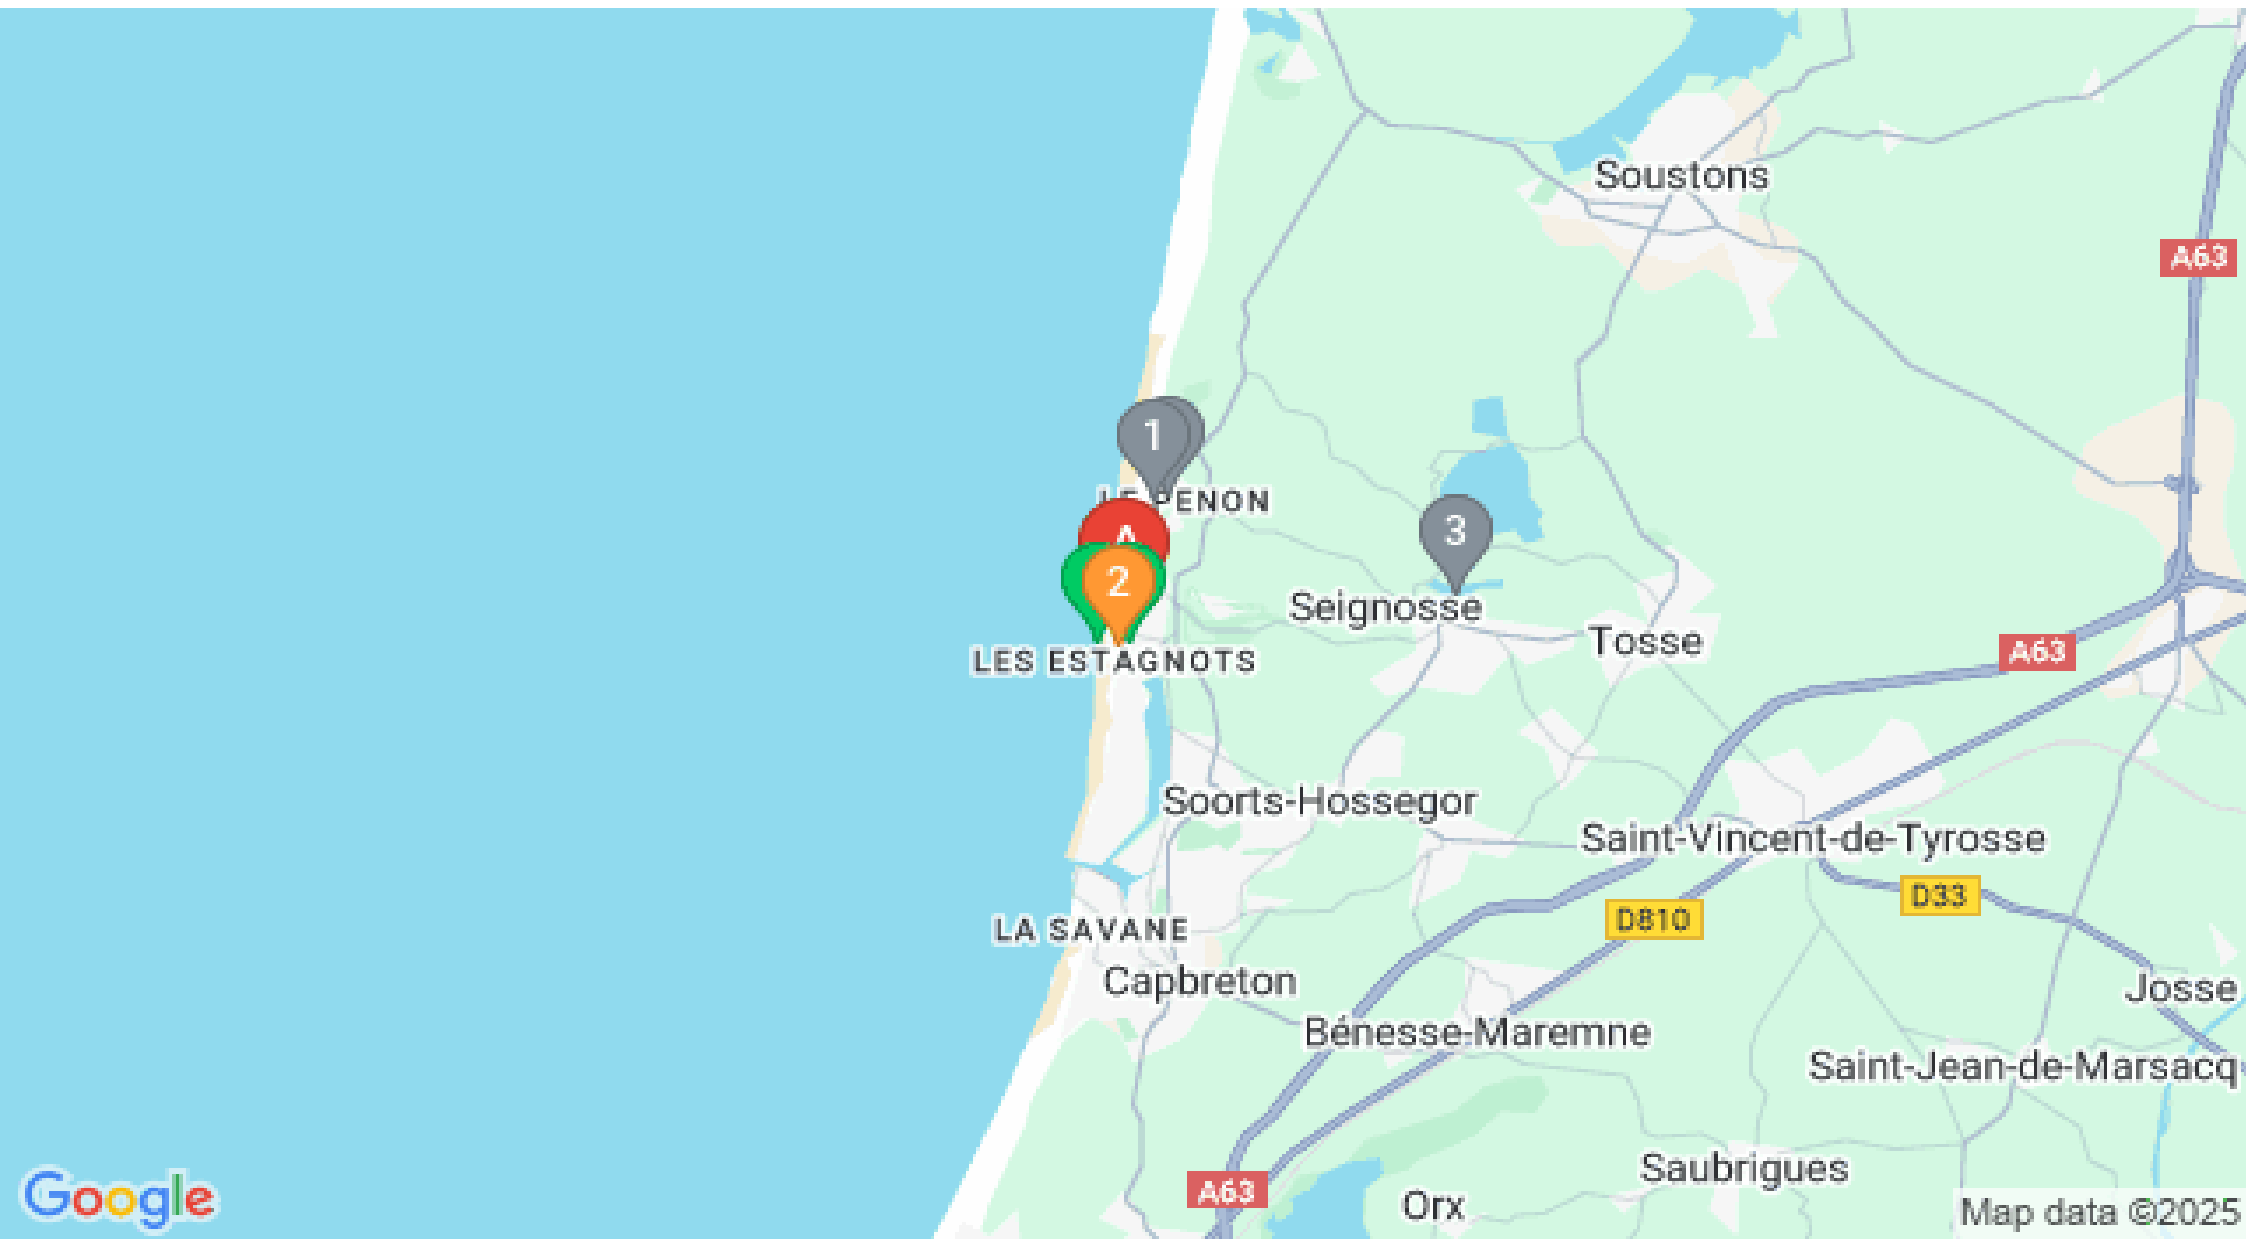 Soustons
A63
1
LE PENON
3
A
2
Seignosse
Tosse
A63
LES ESTAGNOTS
Soorts-Hossegor
Saint-Vincent-de-Tyrosse
D33
D810
LA SAVANE
Capbreton
Josse
Bénesse-Maremne
Saint-Jean-de-Marsacq
Saubrigues
A63
Orx
Google
Map data ©2025